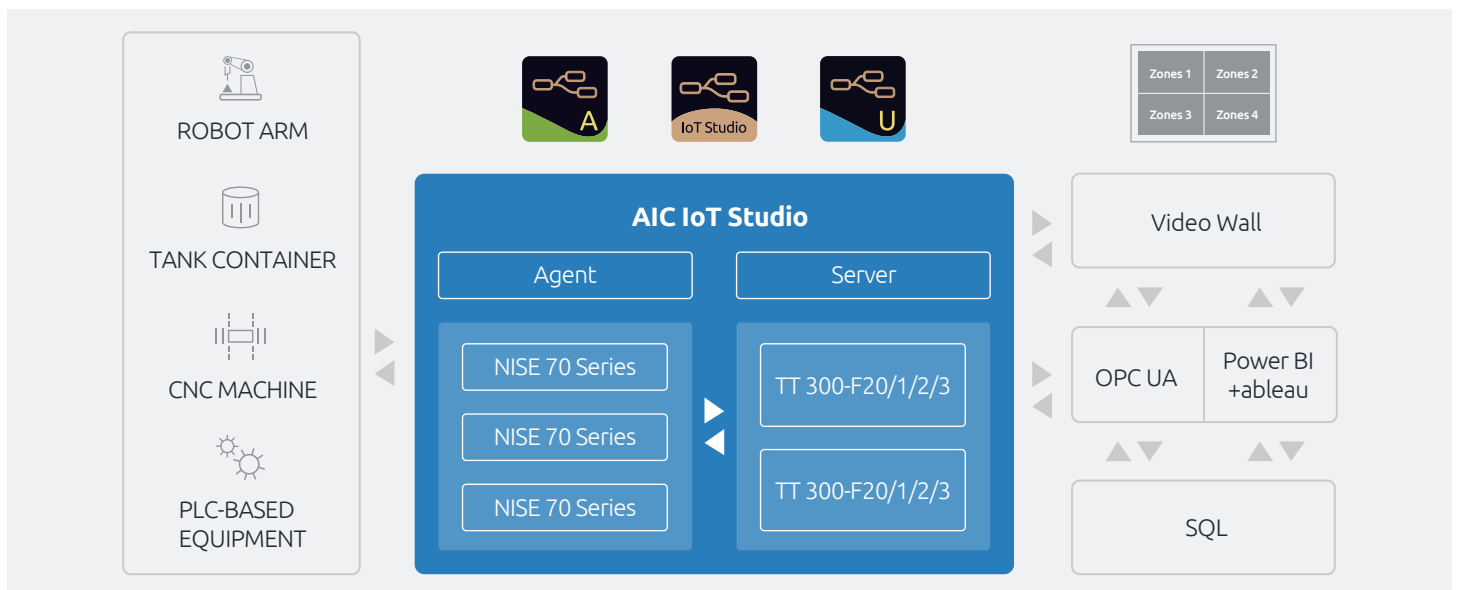 ROBOT ARM
TANK CONTAINER
CNC MACHINE
PLC-BASED
EQUIPMENT
A
IoT Studio
U
AIC IoT Studio
Agent
Server
NISE 70 Series
NISE 70 Series
NISE 70 Series
TT 300-F20/1/2/3
TT 300-F20/1/2/3
Zones 1
Zones 2
Zones 3
Zones 4
Video Wall
OPC UA
Power BI
+ableau
SQL